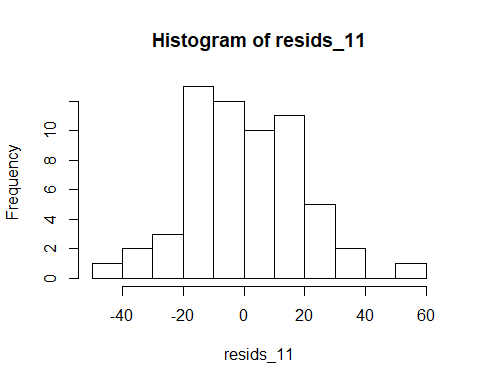 Histogram of resids_11
Frequency
0 2 4 6 8 10
-40 -20 0 20 40 60
resids_11